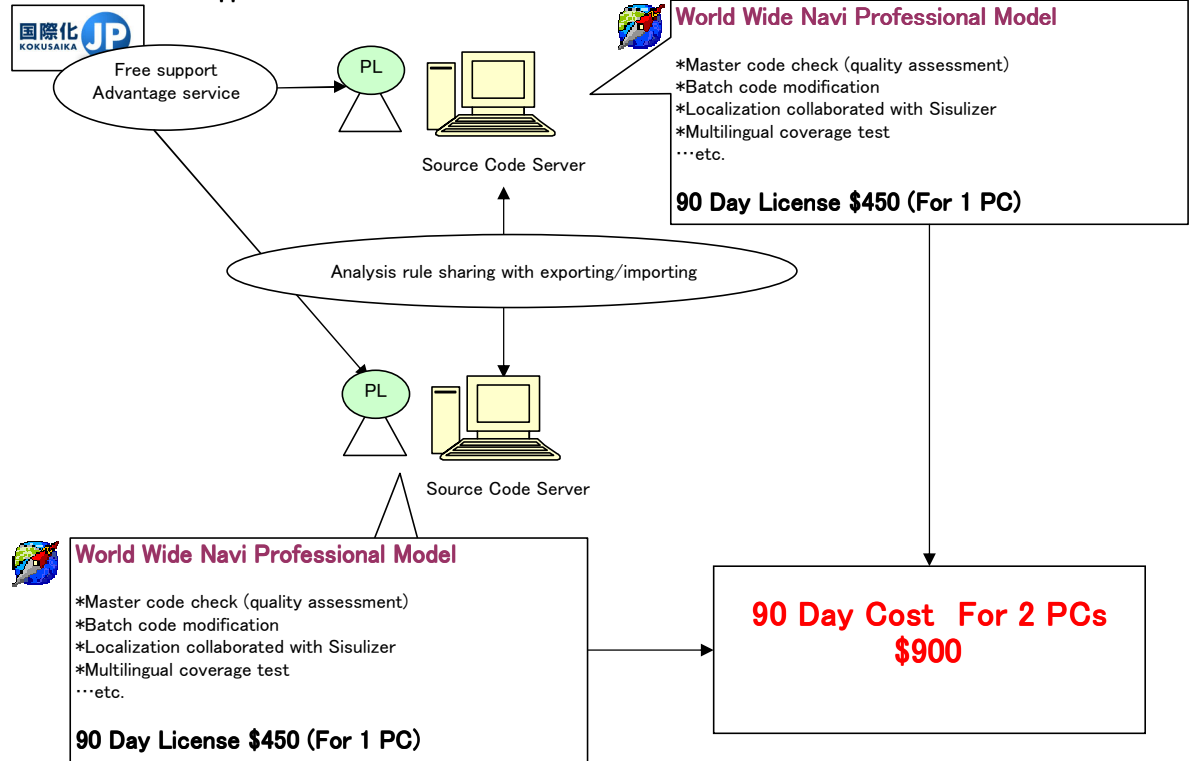 国際化
KOKUSAIKA
JP
Free support
Advantage service
PL
Source Code Server
World Wide Navi Professional Model
*Master code check (quality assessment)
*Batch code modification
*Localization collaborated with Sisulizer
*Multilingual coverage test
…etc.
90 Day License $450 (For 1 PC)
Analysis rule sharing with exporting/importing
PL
Source Code Server
World Wide Navi Professional Model
*Master code check (quality assessment)
*Batch code modification
*Localization collaborated with Sisulizer
*Multilingual coverage test
…etc.
90 Day License $450 (For 1 PC)
90 Day Cost For 2 PCs
$900